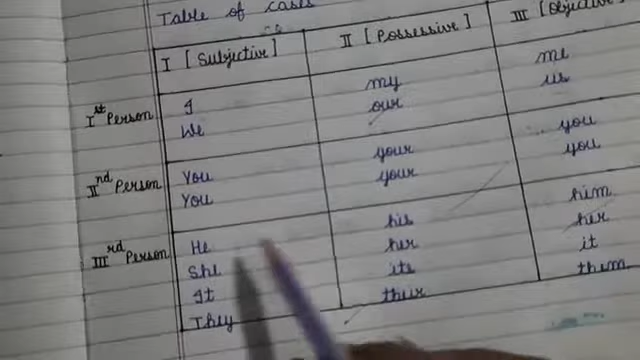 Table of cases
I [Subjective] II [Possessive] III [Objective]
Ist Person I my me
We our us
IInd Person You your you
You your you
IIIrd Person He his him
She her her
It its it
They their them